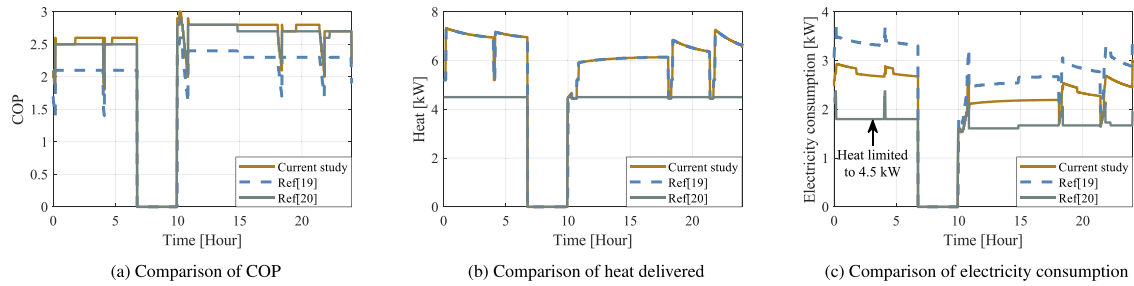 3
2.5
2
1.5
1
0.5
0
COP
0
5
10
15
20
Time [Hour]
Current study
Ref[19]
Ref[20]
(a) Comparison of COP
8
6
4
2
0
Heat [kW]
0
5
10
15
20
Time [Hour]
Current study
Ref[19]
Ref[20]
(b) Comparison of heat delivered
4
3
2
1
0
Electricity consumption [kW]
Heat limited
to 4.5 kW
0
5
10
15
20
Time [Hour]
Current study
Ref[19]
Ref[20]
(c) Comparison of electricity consumption